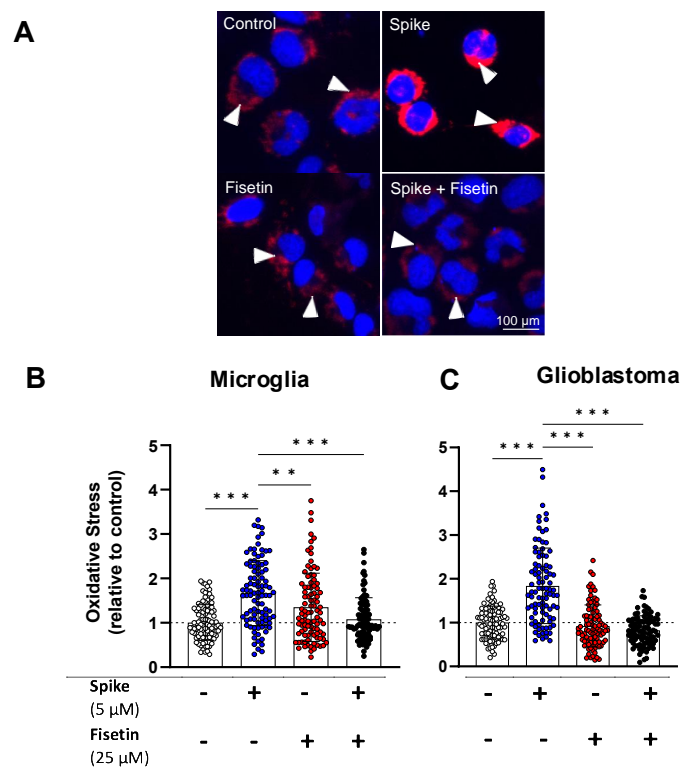 A
Control
Spike
Fisetin
Spike + Fisetin
100 µm
B
Microglia
C
Glioblastoma
Oxidative Stress
(relative to control)
5
4
3
2
1
0
* * *
* *
* * *
5
4
3
2
1
0
* * *
* * *
* * *
Spike
(5 µM)
- + - + - + - +
Fisetin
(25 µM)
- - + + - - + +